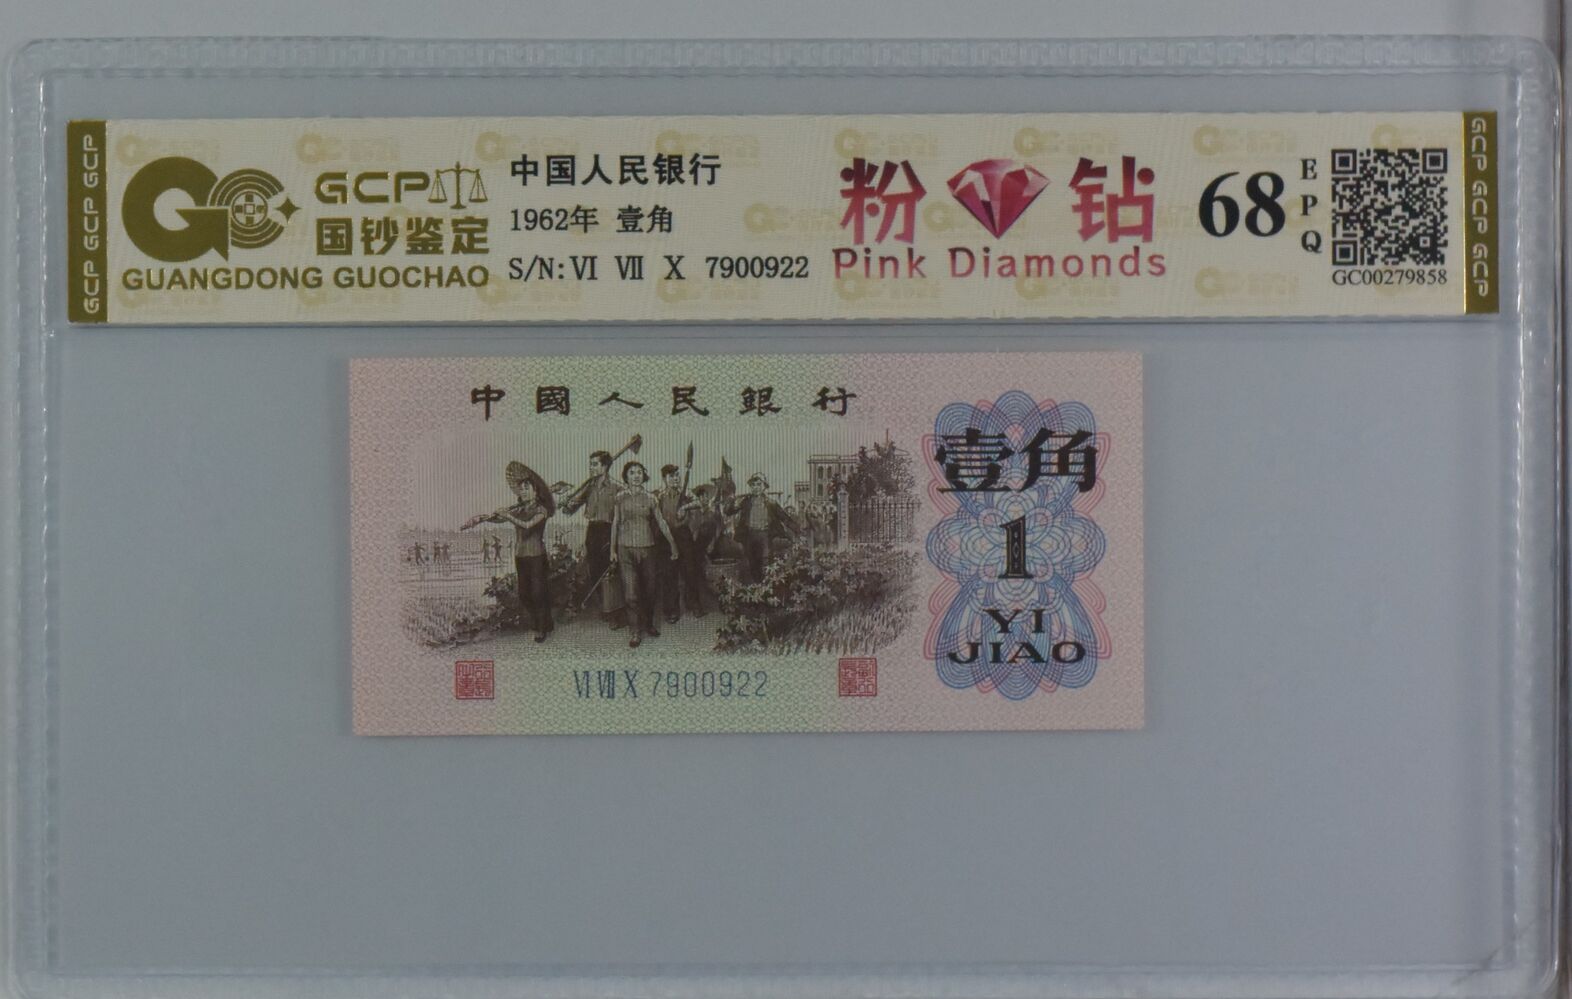 GCP GCP GCP
GCP
国钞鉴定
GUANGDONG GUOCHAO
中国人民银行
1962年 壹角
S/N: VI VII X 7900922
粉 钻
Pink Diamonds
68
EPQ
GC00279858
GCP GCP GCP
中國人民銀行
壹角
1
YI
JIAO
VI VII X 7900922